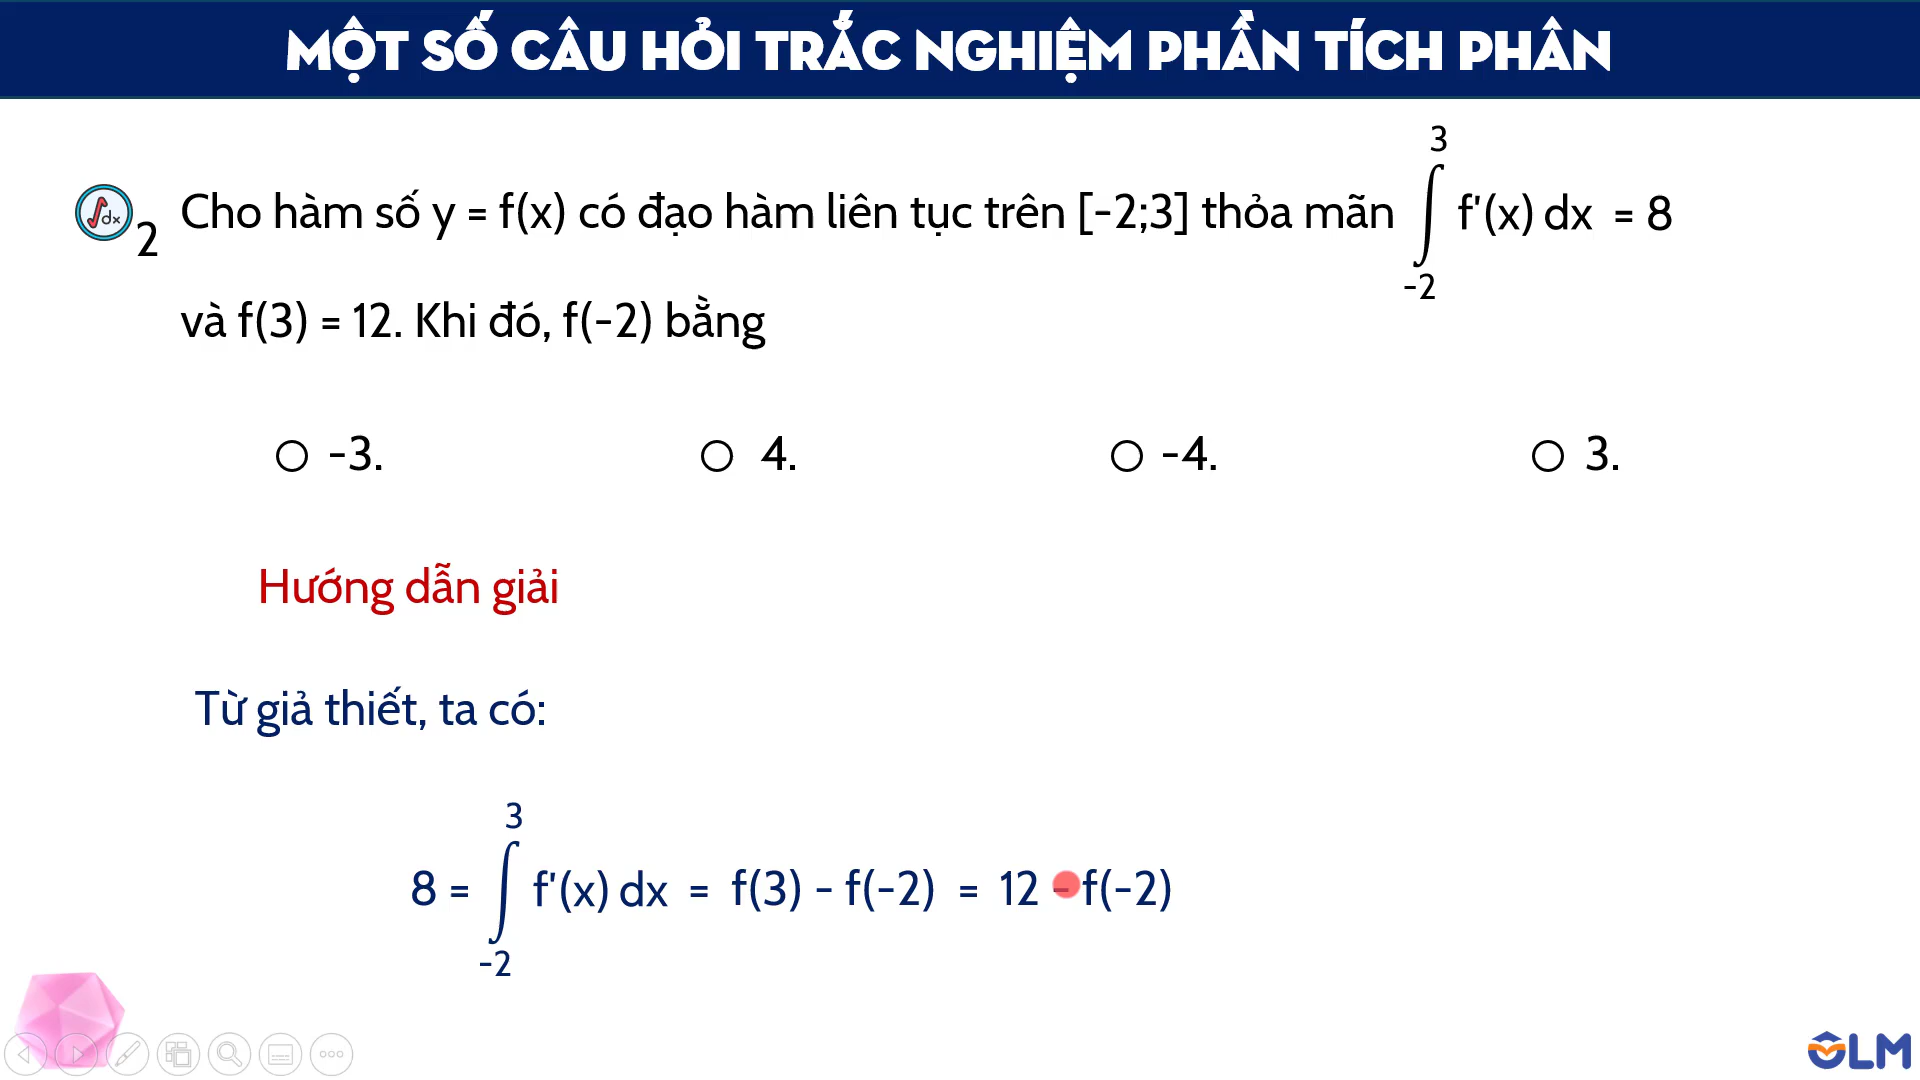 MỘT SỐ CÂU HỎI TRẮC NGHIỆM PHẦN TÍCH PHÂN
∫dx 2 Cho hàm số y = f(x) có đạo hàm liên tục trên [-2;3] thỏa mãn ∫_{-2}^{3} f'(x) dx = 8
và f(3) = 12. Khi đó, f(-2) bằng
-3. 4. -4. 3.
Hướng dẫn giải
Từ giả thiết, ta có:
8 = ∫_{-2}^{3} f'(x) dx = f(3) - f(-2) = 12 - f(-2)
OLM